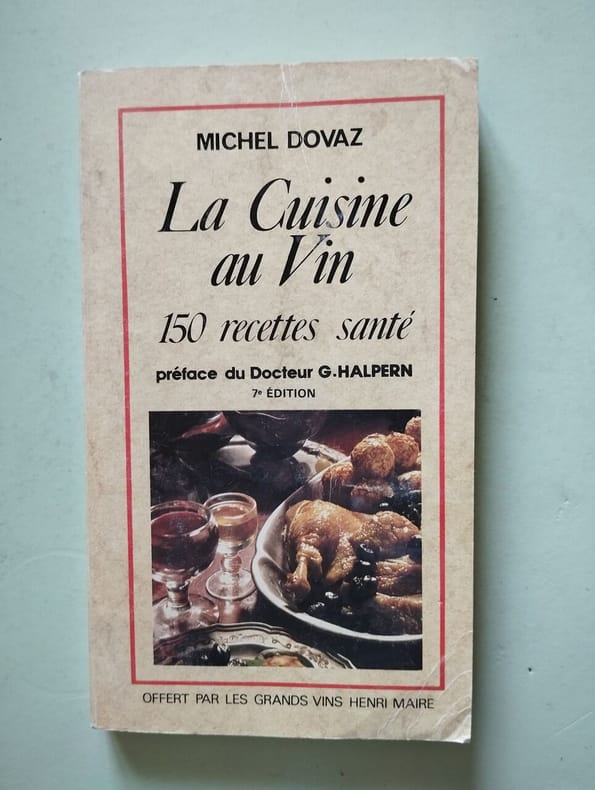 MICHEL DOVAZ
La Cuisine
au Vin
150 recettes santé
préface du Docteur G.HALPERN
7e ÉDITION
OFFERT PAR LES GRANDS VINS HENRI MAIRE